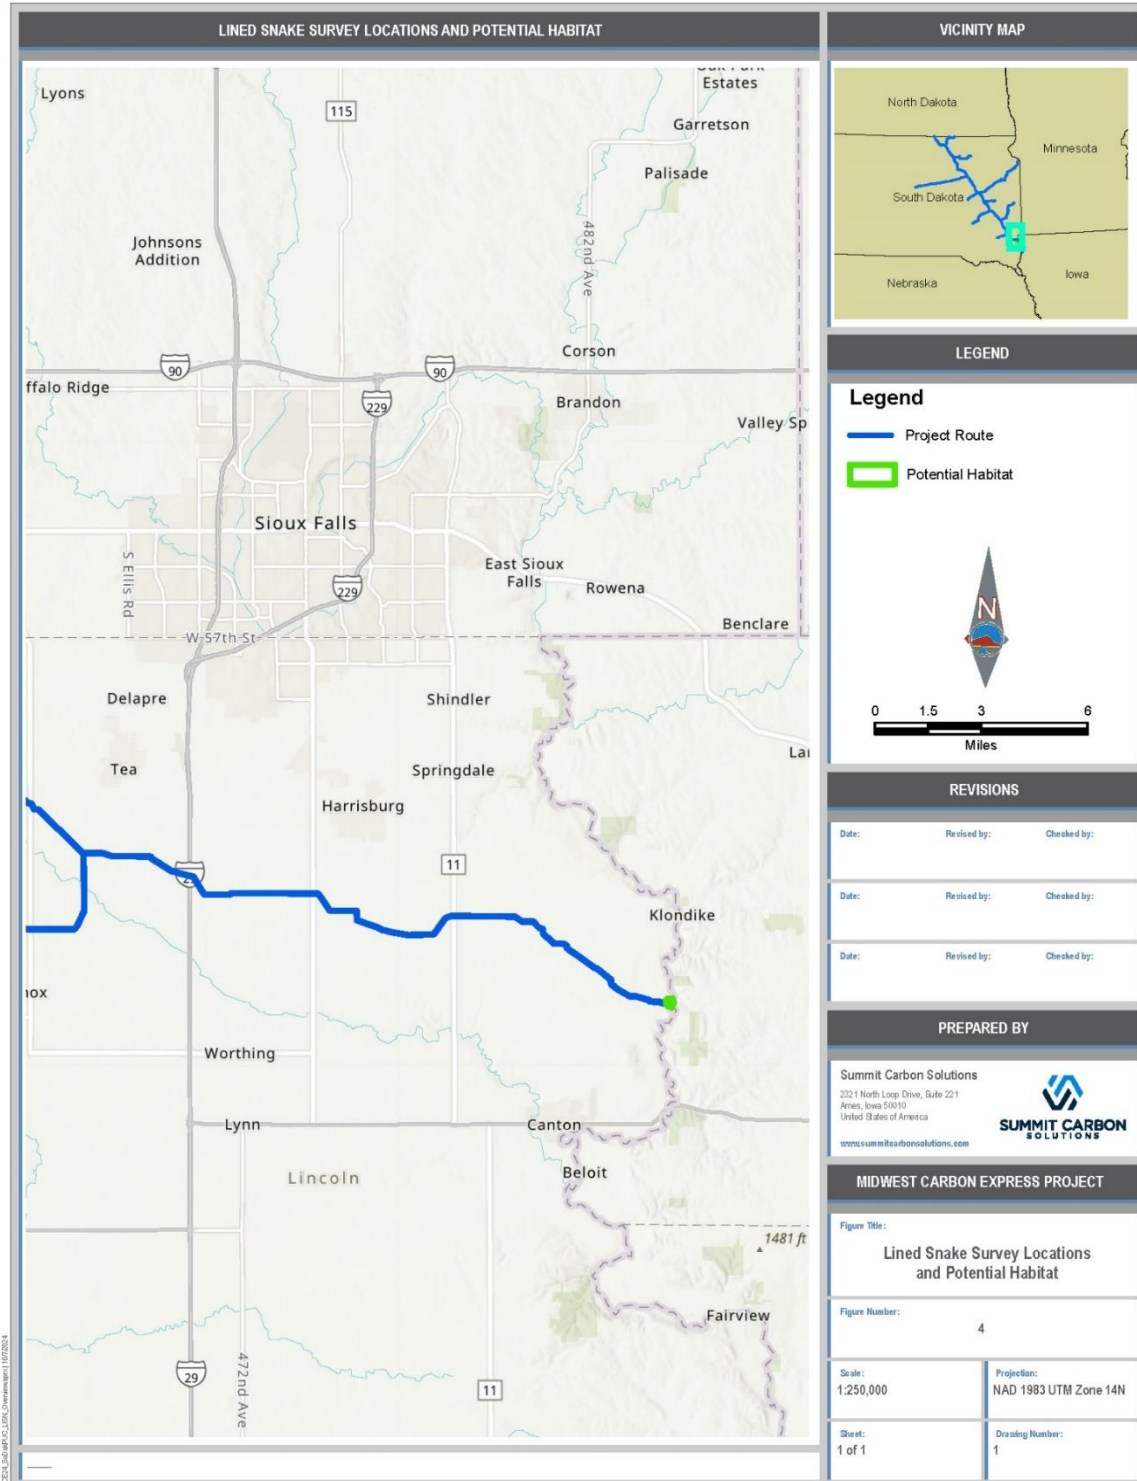 LINED SNAKE SURVEY LOCATIONS AND POTENTIAL HABITAT
Lyons
115
Oak Park
Estates
Garretson
Palisade
482nd Ave
Johnsons
Addition
90
90
Corson
ffalo Ridge
229
Brandon
Valley Sp
Sioux Falls
S Ellis Rd
East Sioux
Falls
229
Rowena
W 57th St
Benclare
Delapre
Shindler
Tea
Springdale
Lar
Harrisburg
11
Klondike
nox
Worthing
Lynn
Canton
Beloit
Lincoln
1481 ft
Fairview
29
472nd Ave
11
VICINITY MAP
North Dakota
Minnesota
South Dakota
Nebraska
Iowa
LEGEND
Legend
Project Route
Potential Habitat
N
0 1.5 3 6
Miles
REVISIONS
Date: Revised by: Checked by:
Date: Revised by: Checked by:
Date: Revised by: Checked by:
PREPARED BY
Summit Carbon Solutions
2321 North Loop Drive, Suite 221
Ames, Iowa 50010
United States of America
www.summitcarbonsolutions.com
SUMMIT CARBON
SOLUTIONS
MIDWEST CARBON EXPRESS PROJECT
Figure Title:
Lined Snake Survey Locations
and Potential Habitat
Figure Number:
4
Scale:
1:250,000
Projection:
NAD 1983 UTM Zone 14N
Sheet:
1 of 1
Drawing Number:
1